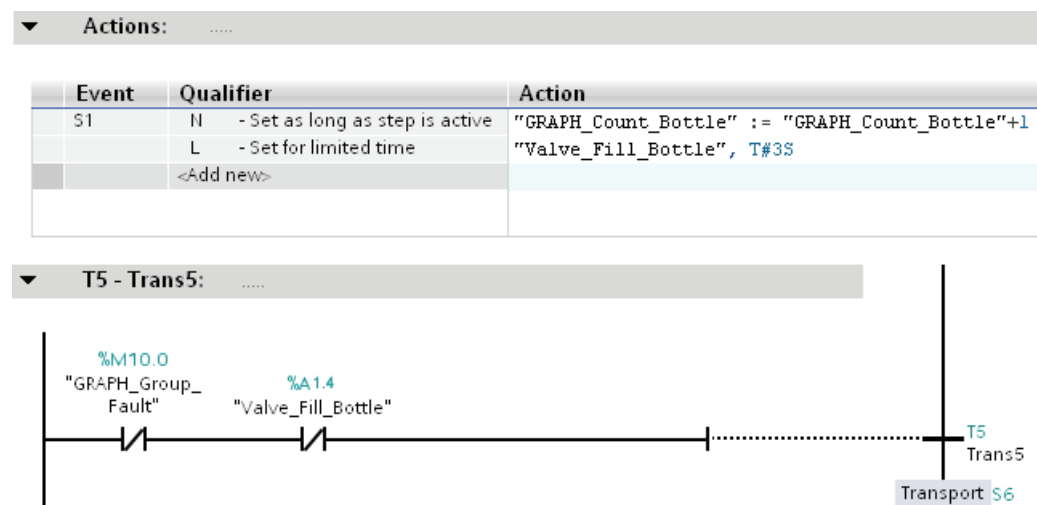 Actions: .....
Event Qualifier Action
S1 N - Set as long as step is active "GRAPH_Count_Bottle" := "GRAPH_Count_Bottle"+1
L - Set for limited time "Valve_Fill_Bottle", T#3S
<Add new>
T5 - Trans5: .....
%M10.0
"GRAPH_Group_ %A1.4
Fault" "Valve_Fill_Bottle"
T5
Trans5
Transport S6